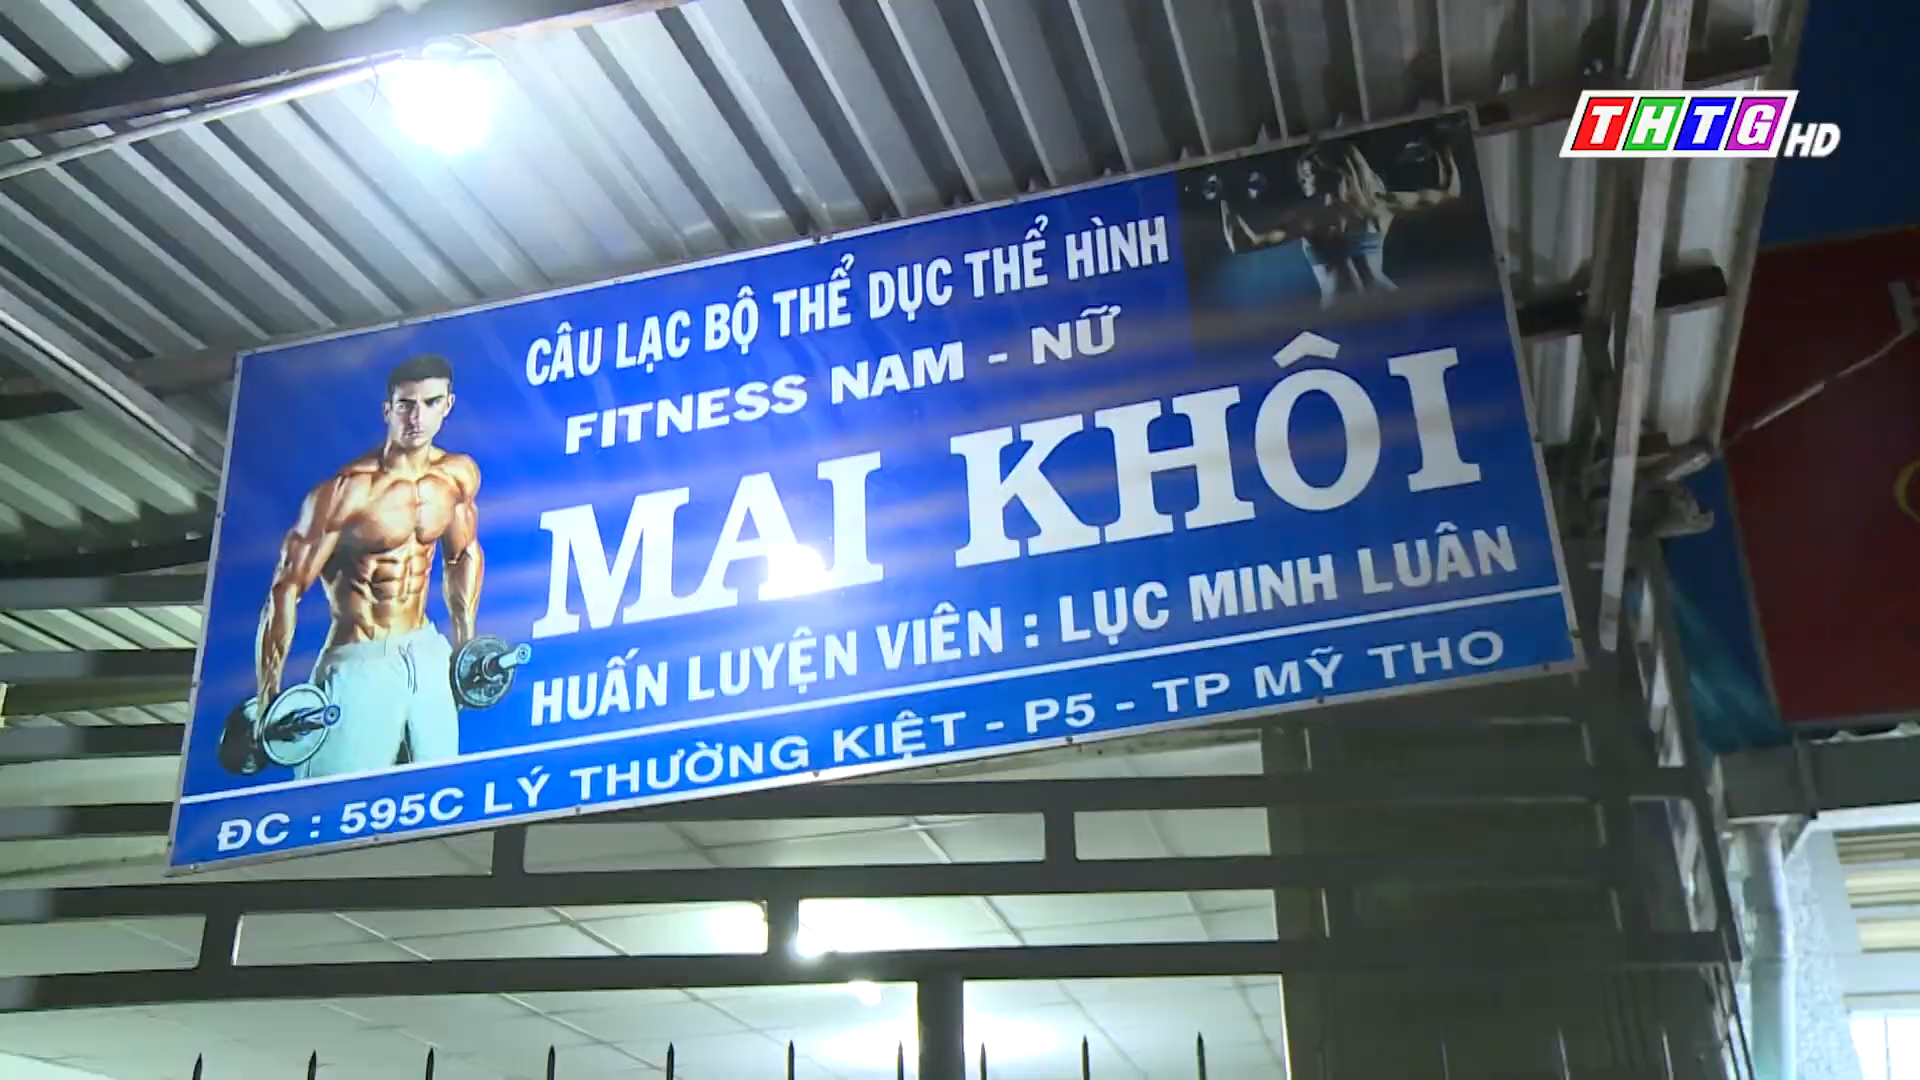 THTG HD
CÂU LẠC BỘ THỂ DỤC THỂ HÌNH
FITNESS NAM - NỮ
MAI KHÔI
HUẤN LUYỆN VIÊN : LỤC MINH LUÂN
ĐC : 595C LÝ THƯỜNG KIỆT - P5 - TP MỸ THO